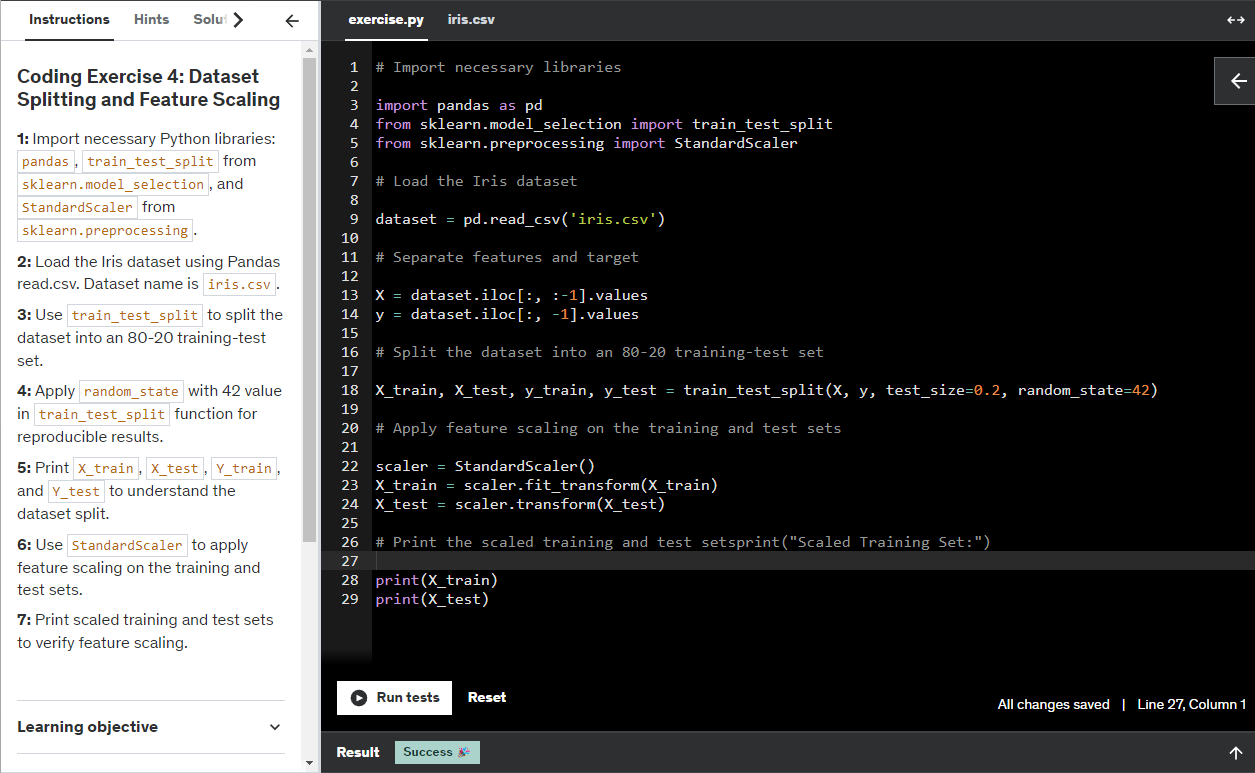 Instructions Hints Solu
Coding Exercise 4: Dataset
Splitting and Feature Scaling
1: Import necessary Python libraries:
pandas, train_test_split from
sklearn.model_selection, and
StandardScaler from
sklearn.preprocessing.
2: Load the Iris dataset using Pandas
read.csv. Dataset name is iris.csv.
3: Use train_test_split to split the
dataset into an 80-20 training-test
set.
4: Apply random_state with 42 value
in train_test_split function for
reproducible results.
5: Print X_train, X_test, Y_train,
and Y_test to understand the
dataset split.
6: Use StandardScaler to apply
feature scaling on the training and
test sets.
7: Print scaled training and test sets
to verify feature scaling.
Learning objective
exercise.py iris.csv
1 # Import necessary libraries
2
3 import pandas as pd
4 from sklearn.model_selection import train_test_split
5 from sklearn.preprocessing import StandardScaler
6
7 # Load the Iris dataset
8
9 dataset = pd.read_csv('iris.csv')
10
11 # Separate features and target
12
13 X = dataset.iloc[:, :-1].values
14 y = dataset.iloc[:, -1].values
15
16 # Split the dataset into an 80-20 training-test set
17
18 X_train, X_test, y_train, y_test = train_test_split(X, y, test_size=0.2, random_state=42)
19
20 # Apply feature scaling on the training and test sets
21
22 scaler = StandardScaler()
23 X_train = scaler.fit_transform(X_train)
24 X_test = scaler.transform(X_test)
25
26 # Print the scaled training and test setsprint("Scaled Training Set:")
27
28 print(X_train)
29 print(X_test)
Run tests Reset
All changes saved | Line 27, Column 1
Result Success 🎉